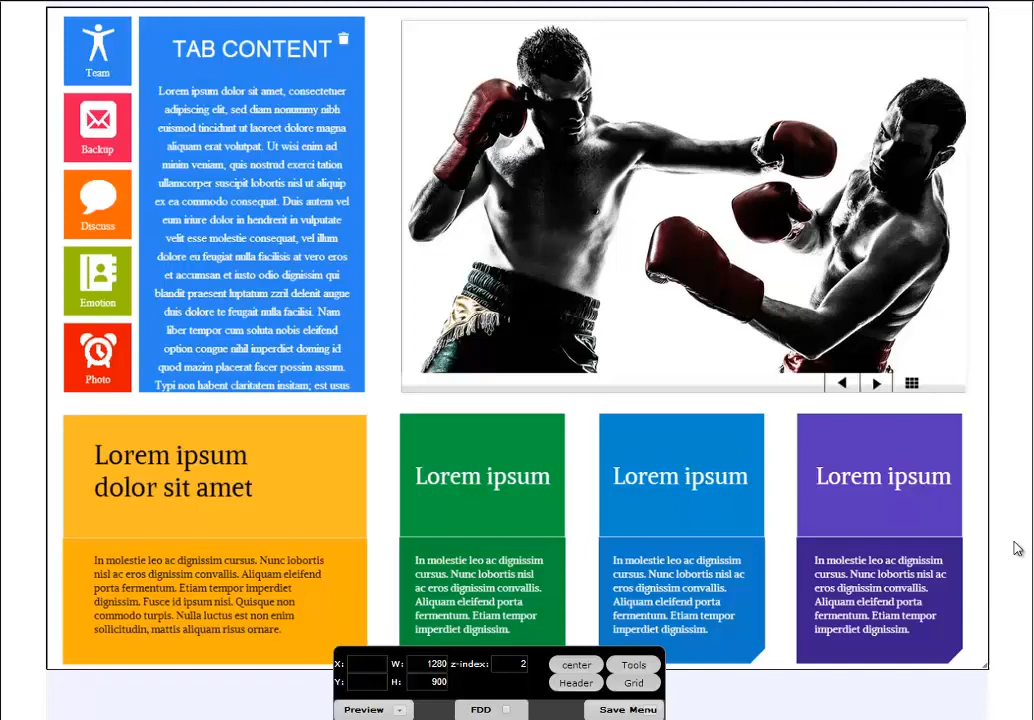 Team
Backup
Discuss
Emotion
Photo
TAB CONTENT
Lorem ipsum dolor sit amet, consectetuer
adipiscing elit, sed diam nonummy nibh
euismod tincidunt ut laoreet dolore magna
aliquam erat volutpat. Ut wisi enim ad
minim veniam, quis nostrud exerci tation
ullamcorper suscipit lobortis nisl ut aliquip
ex ea commodo consequat. Duis autem vel
eum iriure dolor in hendrerit in vulputate
velit esse molestie consequat, vel illum
dolore eu feugiat nulla facilisis at vero eros
et accumsan et iusto odio dignissim qui
blandit praesent luptatum zzril delenit augue
duis dolore te feugait nulla facilisi. Nam
liber tempor cum soluta nobis eleifend
option congue nihil imperdiet doming id
quod mazim placerat facer possim assum.
Typi non habent claritatem insitam; est usus
Lorem ipsum
dolor sit amet
In molestie leo ac dignissim cursus. Nunc lobortis
nisl ac eros dignissim convallis. Aliquam eleifend
porta fermentum. Etiam tempor imperdiet
dignissim. Fusce id ipsum nisi. Quisque non
commodo turpis. Nulla luctus est non enim
sollicitudin, mattis aliquam risus ornare.
Lorem ipsum
In molestie leo ac dignissim
cursus. Nunc lobortis nisl
ac eros dignissim convallis.
Aliquam eleifend porta
fermentum. Etiam tempor
imperdiet dignissim.
Lorem ipsum
In molestie leo ac dignissim
cursus. Nunc lobortis nisl ac
eros dignissim convallis.
Aliquam eleifend porta
fermentum. Etiam tempor
imperdiet dignissim.
Lorem ipsum
In molestie leo ac dignissim
cursus. Nunc lobortis nisl ac
eros dignissim convallis.
Aliquam eleifend porta
fermentum. Etiam tempor
imperdiet dignissim.
X: W: 1280 z-index: 2 center Tools
Y: H: 900 Header Grid
Preview FDD Save Menu